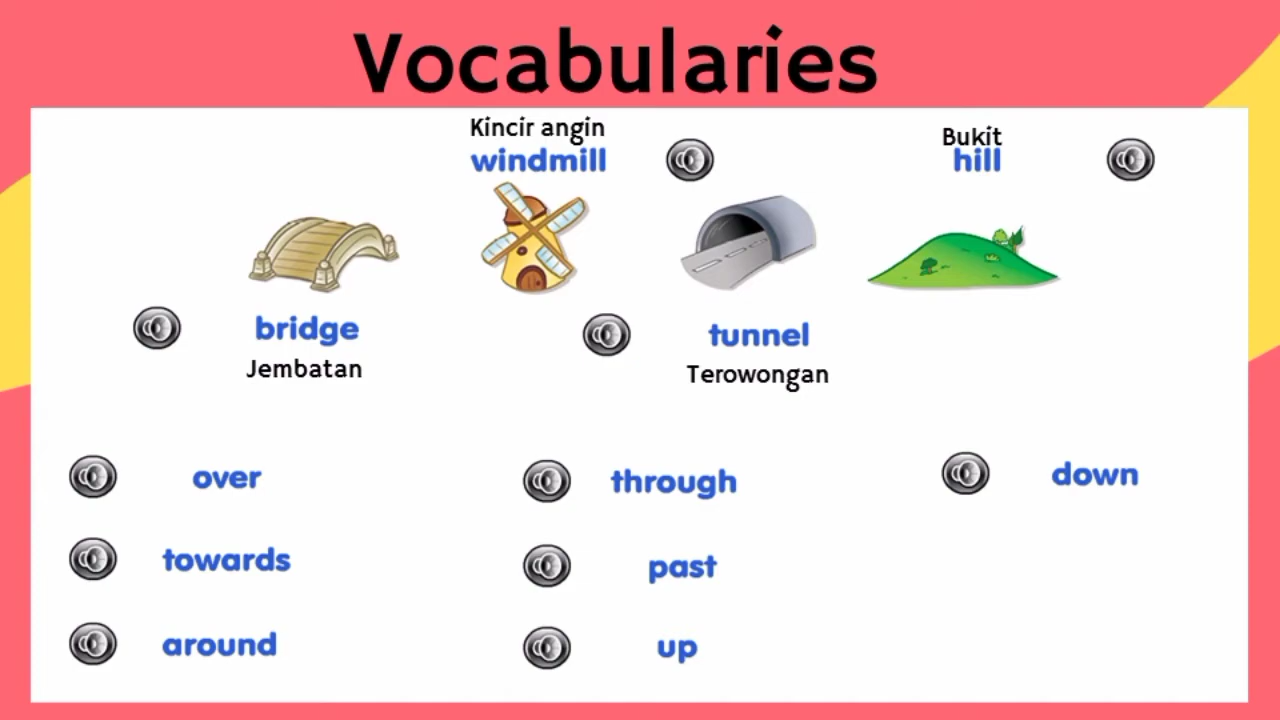 Vocabularies
Kincir angin
windmill
Bukit
hill
bridge
Jembatan
tunnel
Terowongan
over
through
down
towards
past
around
up